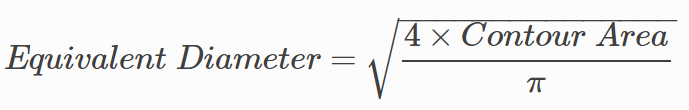 Equivalent Diameter = √(4 × Contour Area / π)